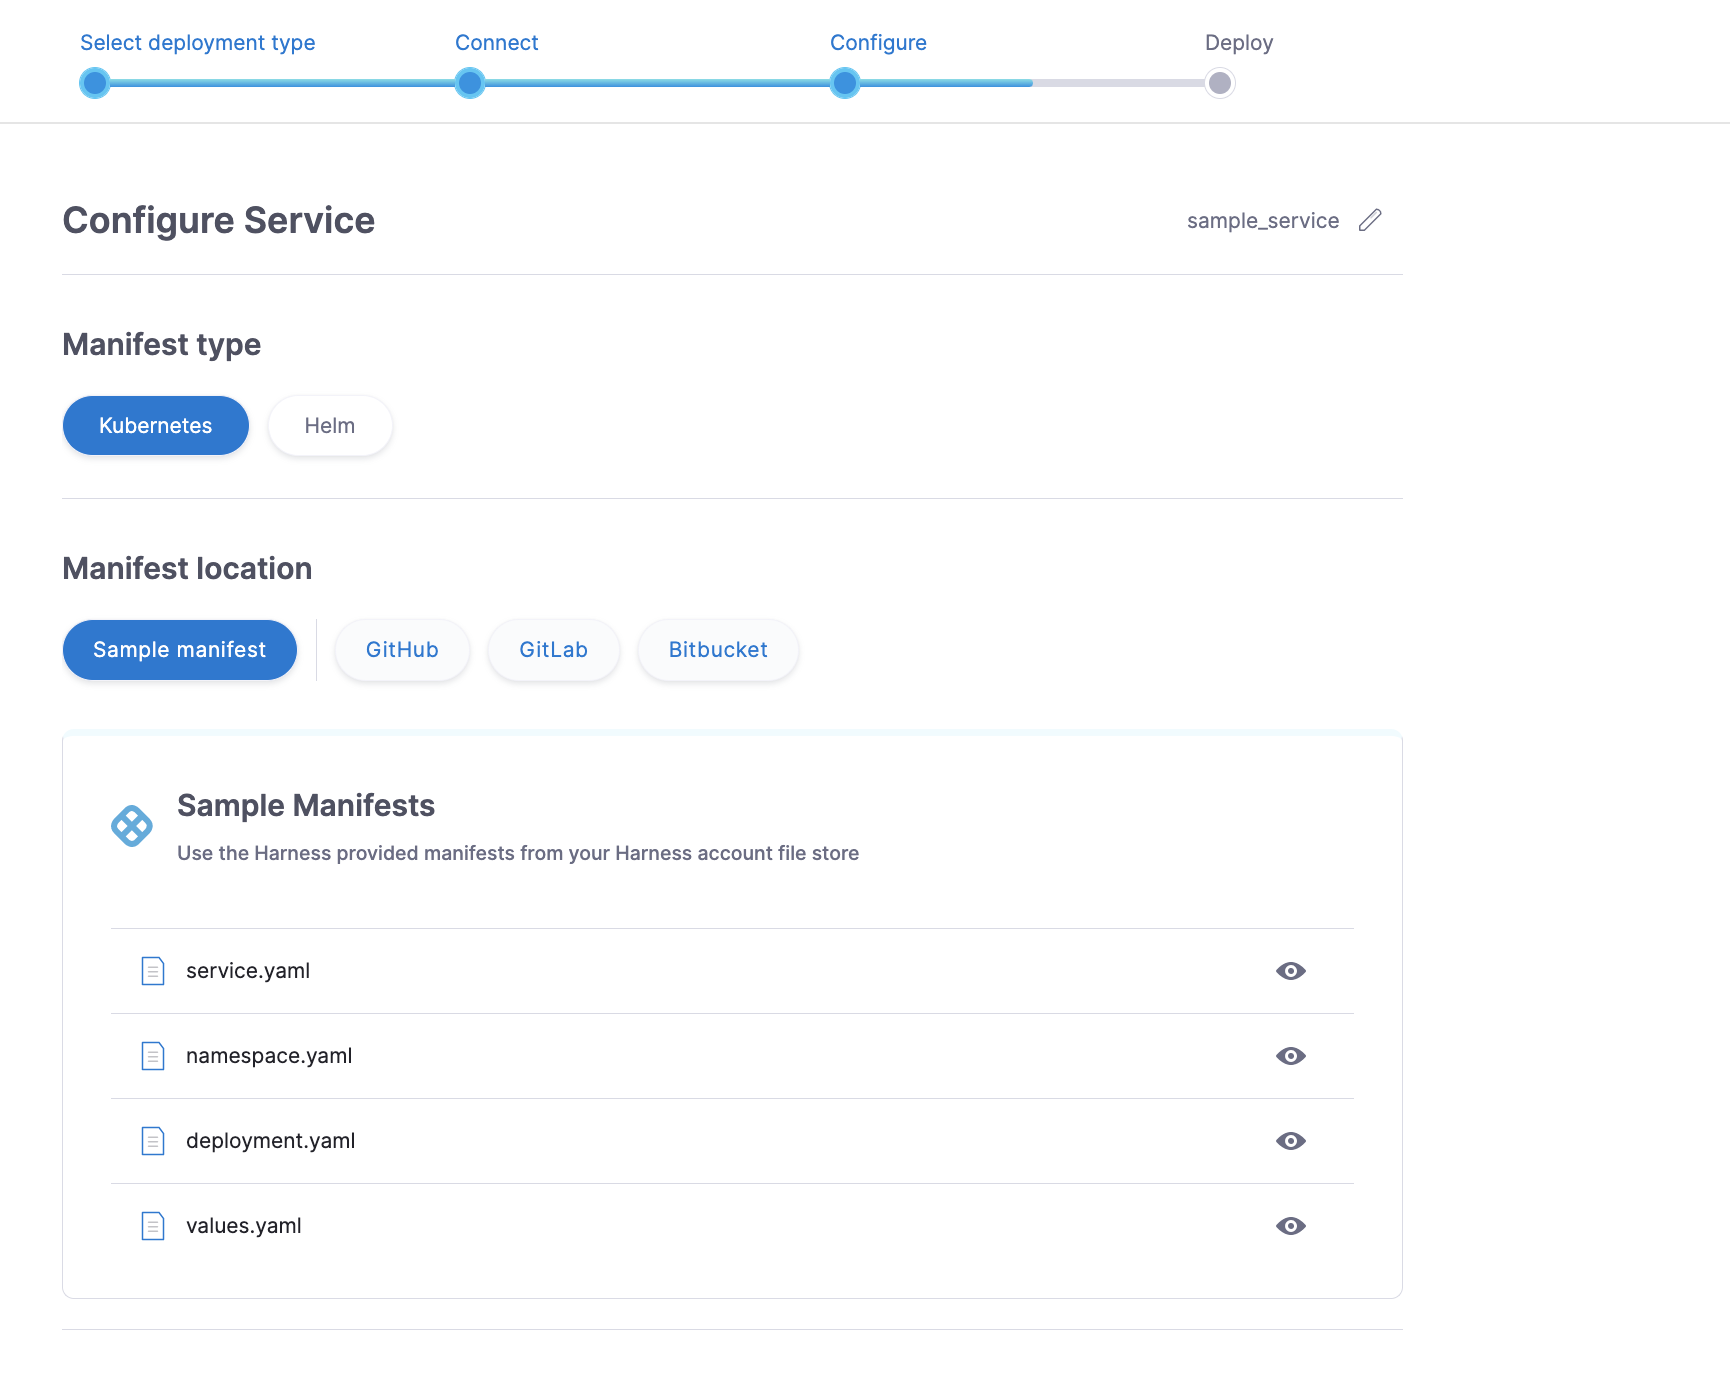 Select deployment type Connect Configure Deploy
Configure Service sample_service
Manifest type
Kubernetes Helm
Manifest location
Sample manifest GitHub GitLab Bitbucket
Sample Manifests
Use the Harness provided manifests from your Harness account file store
service.yaml
namespace.yaml
deployment.yaml
values.yaml